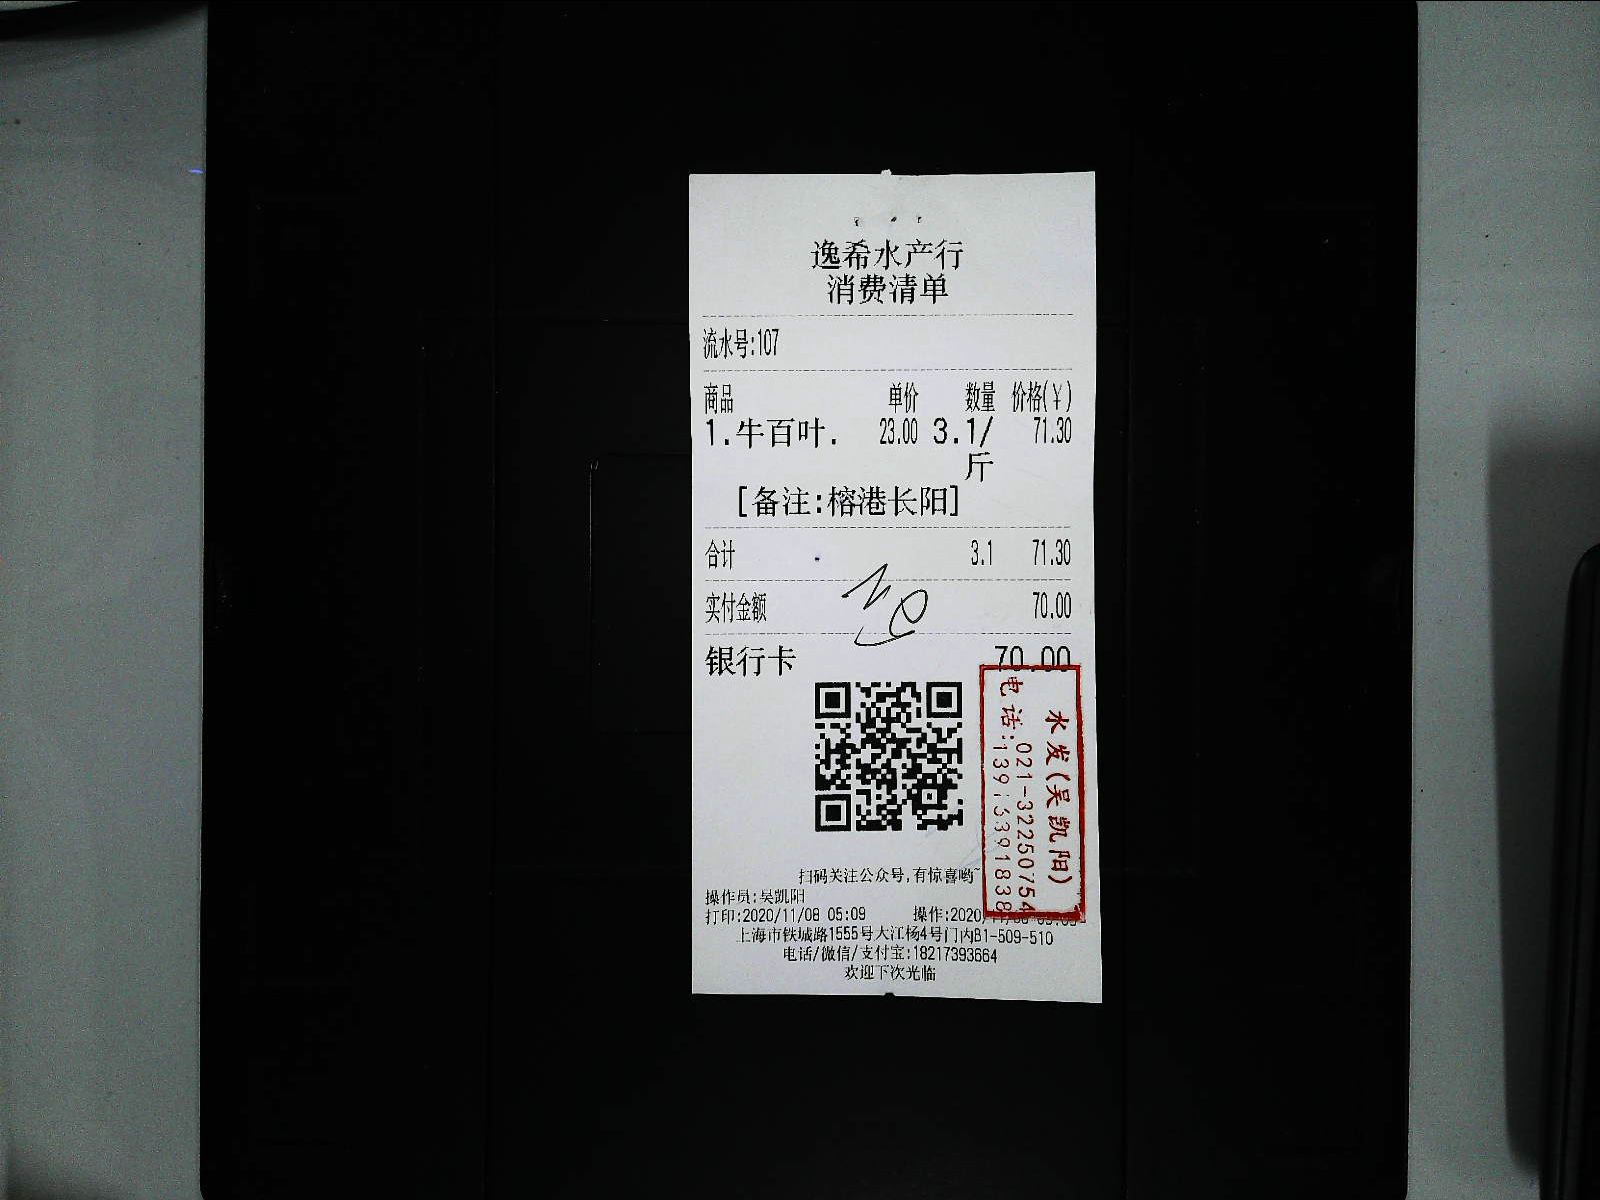 逸希水产行
消费清单
流水号:107
商品 单价 数量 价格(¥)
1.牛百叶. 23.00 3.1/斤 71.30
[备注:榕港长阳]
合计 3.1 71.30
实付金额 70.00
银行卡 70.00
水发(吴凯阳)
电话:021-32250754
扫码关注公众号,有惊喜哟~
操作员:吴凯阳
打印:2020/11/08 05:09 操作:2020/
上海市铁城路1555号大江杨4号门内B1-509-510
电话/微信/支付宝:18217393664
欢迎下次光临